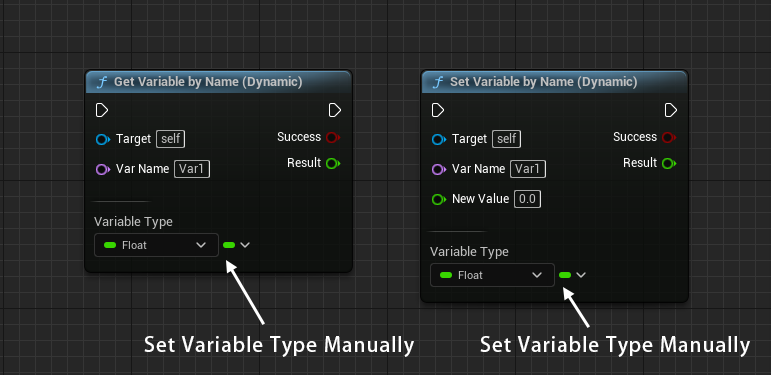 Get Variable by Name (Dynamic)
Target self
Success
Var Name Var1
Result
Variable Type
Float
Set Variable Type Manually
Set Variable by Name (Dynamic)
Target self
Success
Var Name Var1
Result
New Value 0.0
Variable Type
Float
Set Variable Type Manually